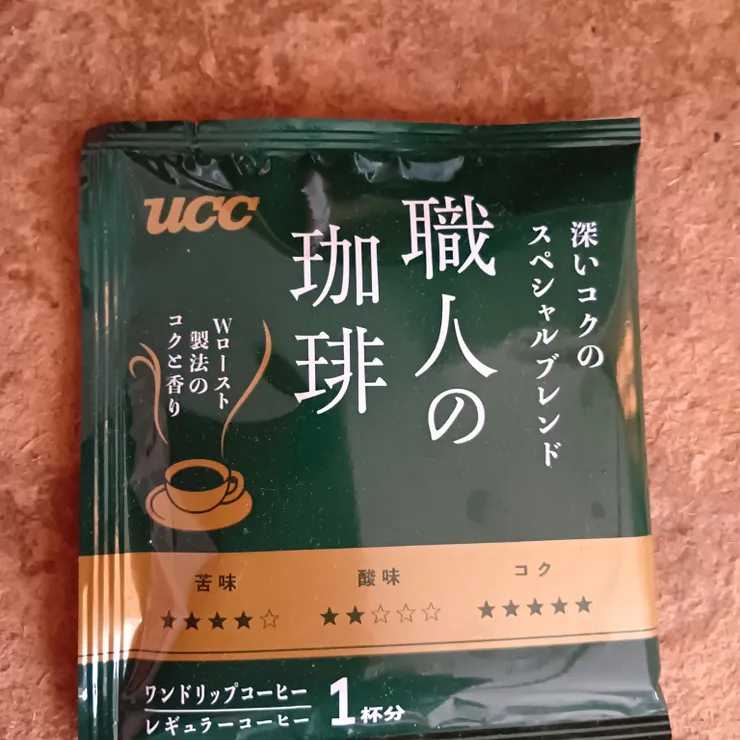 UCC
深いコクの
スペシャルブレンド
職人の
珈琲
Wロースト
製法の
コクと香り
苦味
酸味
コク
★★★★☆
★★☆☆☆
★★★★★
ワンドリップコーヒー
レギュラーコーヒー
1杯分